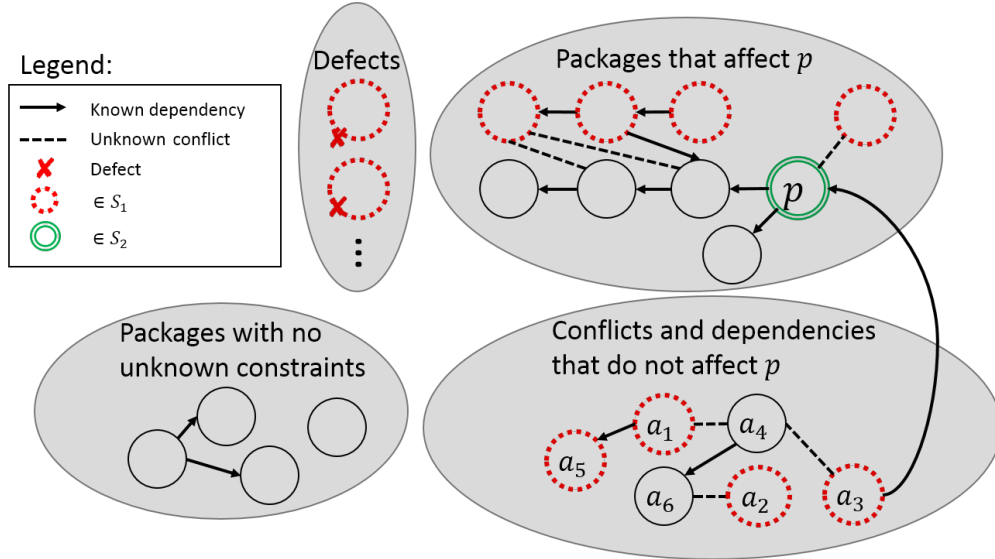 Legend:
Known dependency
Unknown conflict
Defect
∈ S₁
∈ S₂
Defects
⋮
Packages that affect p
p
Packages with no
unknown constraints
Conflicts and dependencies
that do not affect p
a₁
a₄
a₅
a₆
a₂
a₃